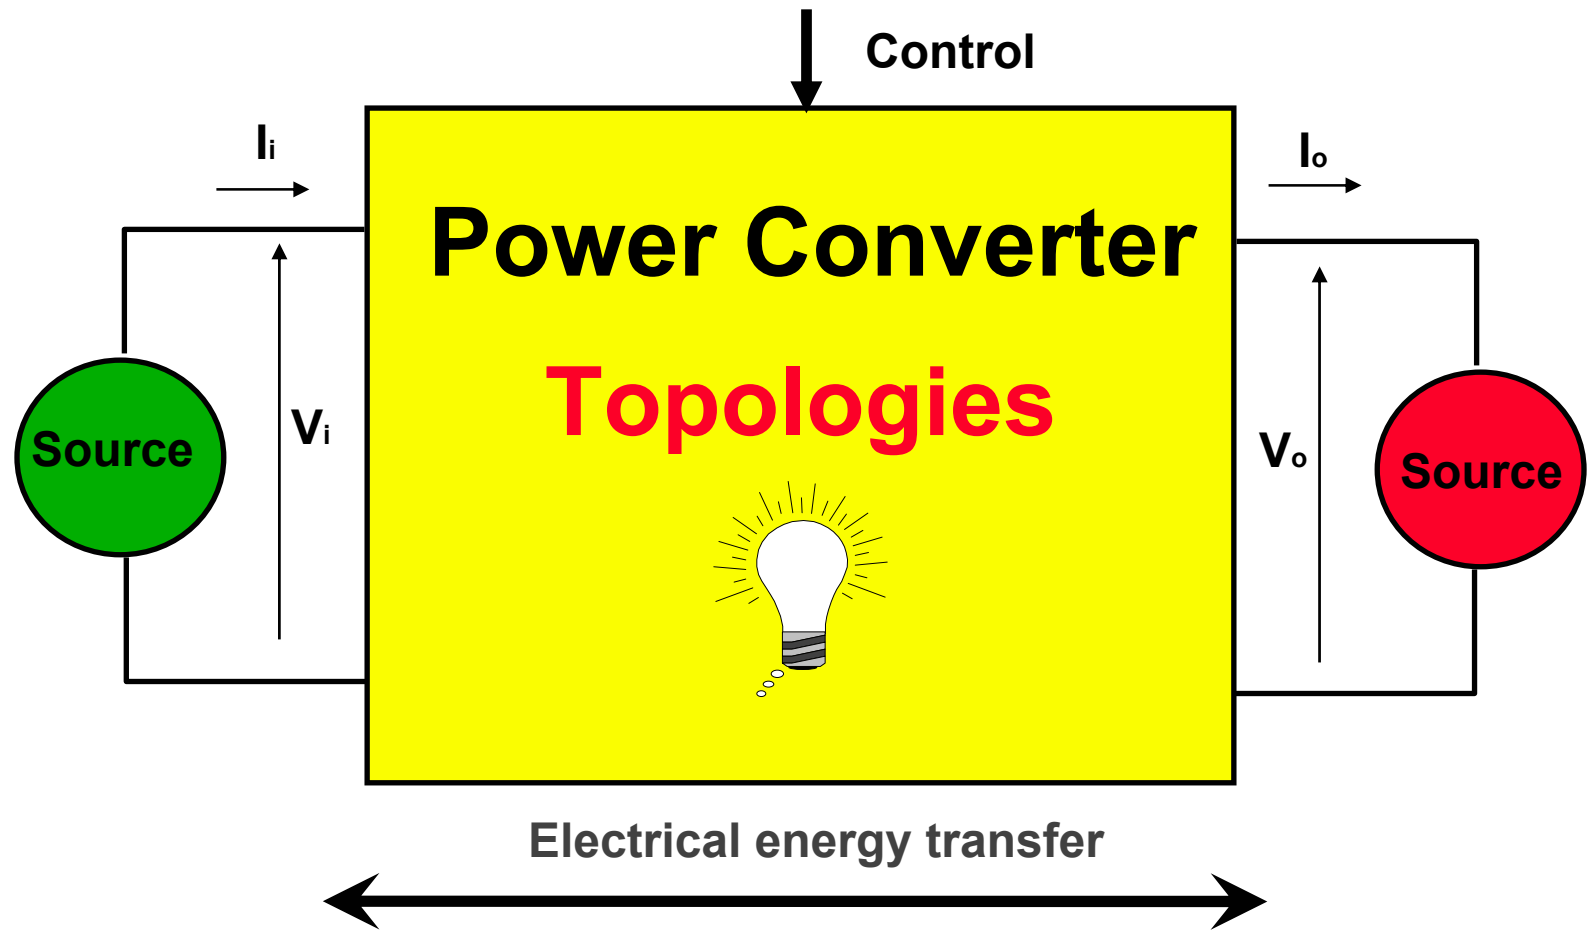 Control
Ii
Io
Power Converter
Topologies
Vi
Vo
Source
Source
Electrical energy transfer